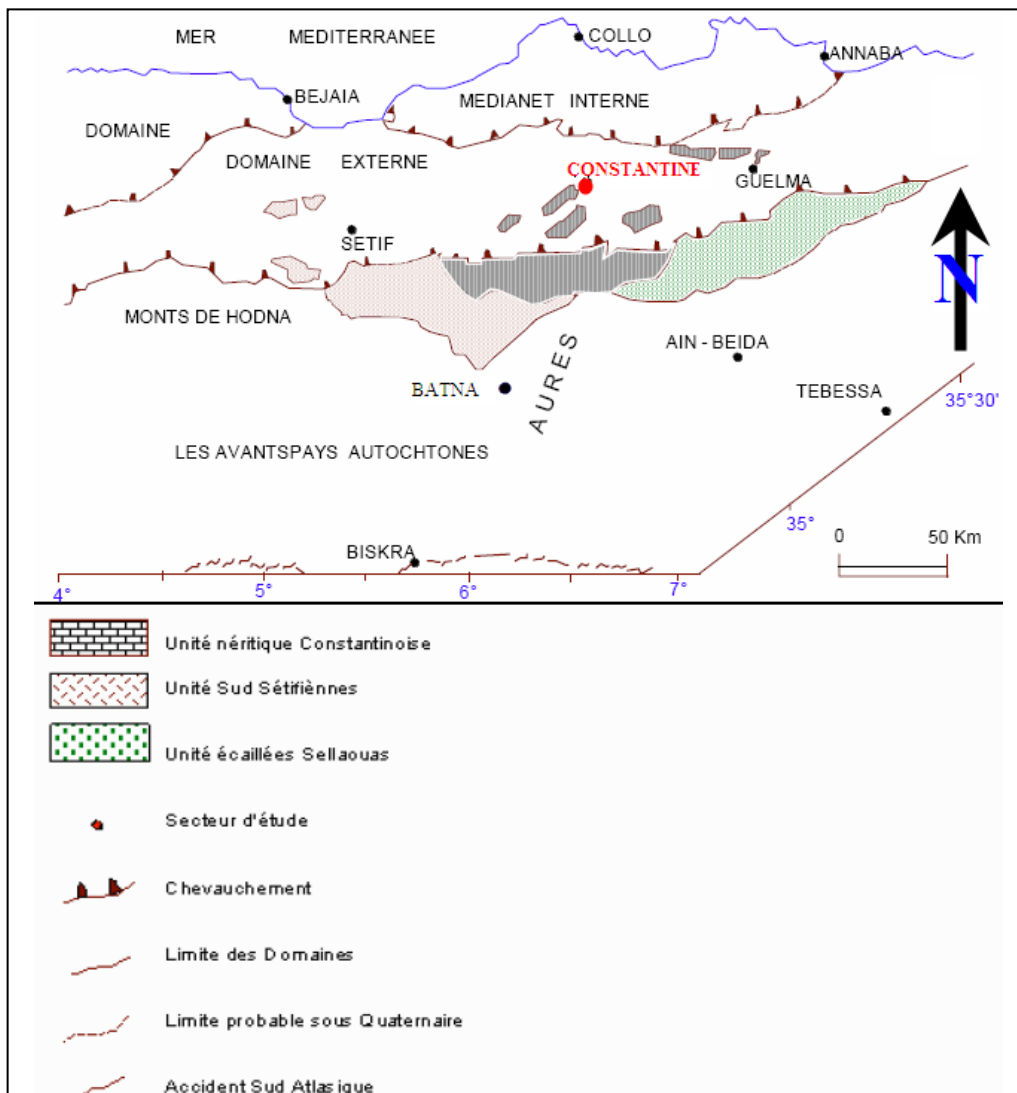 MER MEDITERRANEE
COLLO
ANNABA
BEJAIA
MEDIANET INTERNE
DOMAINE
DOMAINE EXTERNE
CONSTANTINE
GUELMA
SETIF
N
MONTS DE HODNA
AIN - BEIDA
AURES
BATNA
TEBESSA
35°30'
LES AVANTSPAYS AUTOCHTONES
35°
0 50 Km
BISKRA
4° 5° 6° 7°
Unité néritique Constantinoise
Unité Sud Sétifiènnes
Unité écaillées Sellaouas
Secteur d'étude
Chevauchement
Limite des Domaines
Limite probable sous Quaternaire
Accident Sud Atlasique